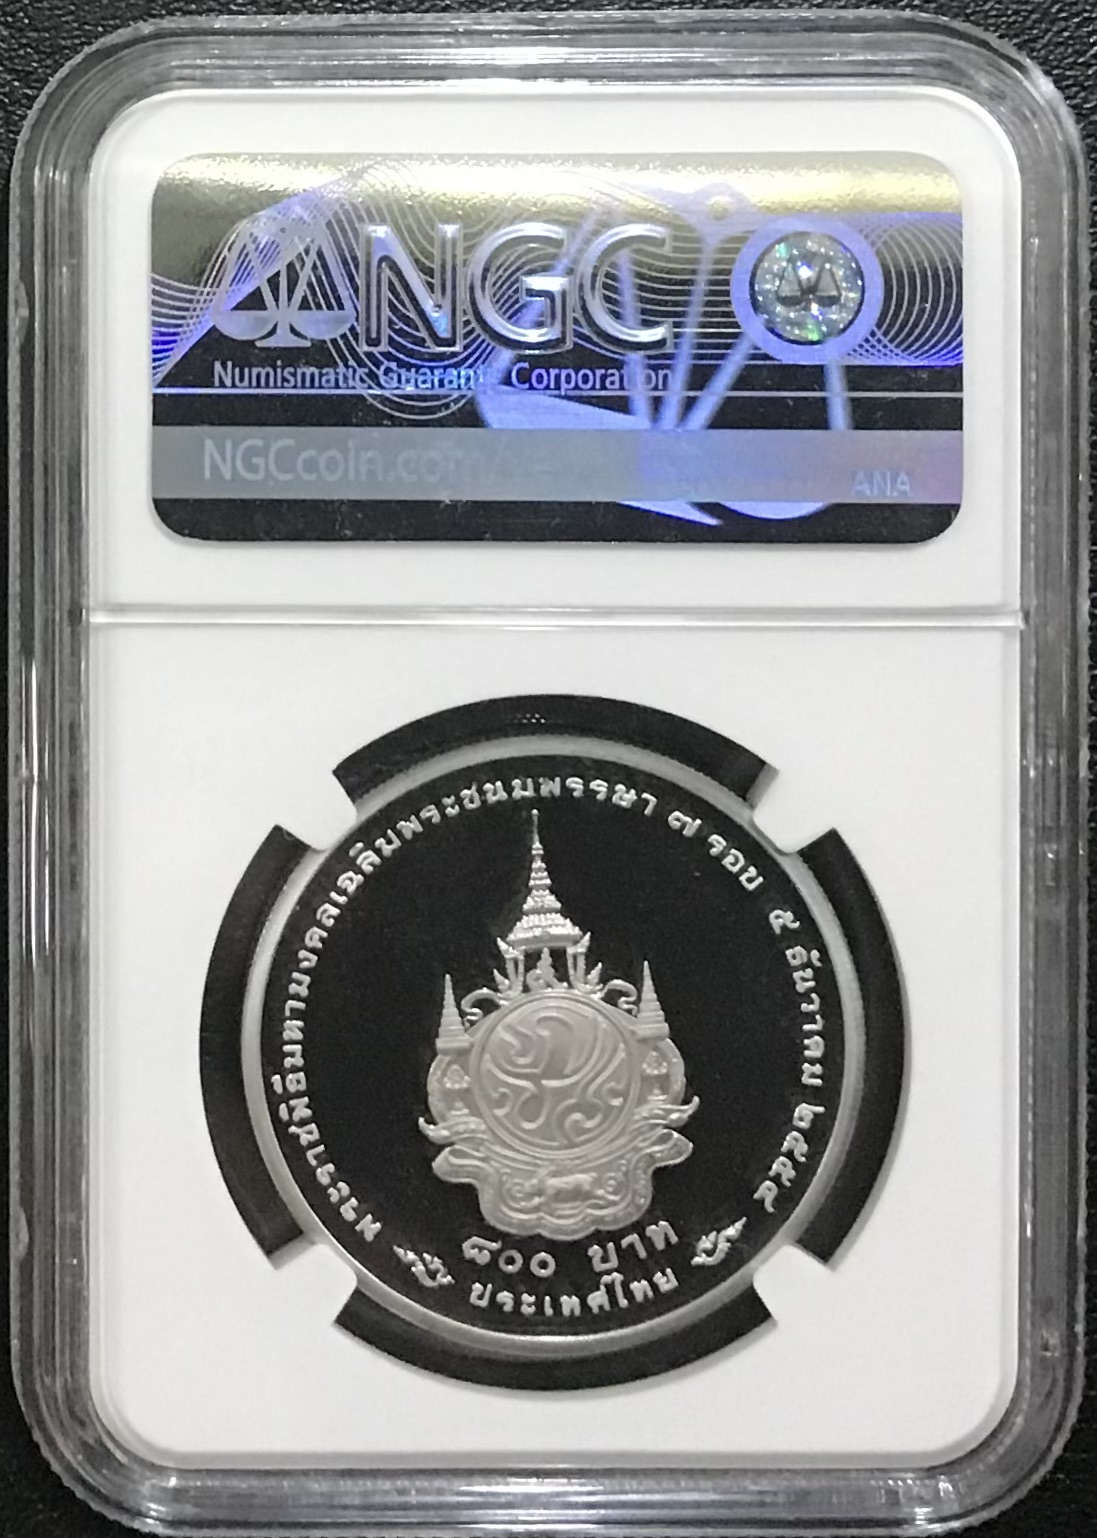 NGC
Numismatic Guaranty Corporation
NGCcoin.com
ANA
พระราชพิธีมหามงคลเฉลิมพระชนมพรรษา ๗ รอบ ๕ ธันวาคม ๒๕๕๔
๘๐๐ บาท
ประเทศไทย